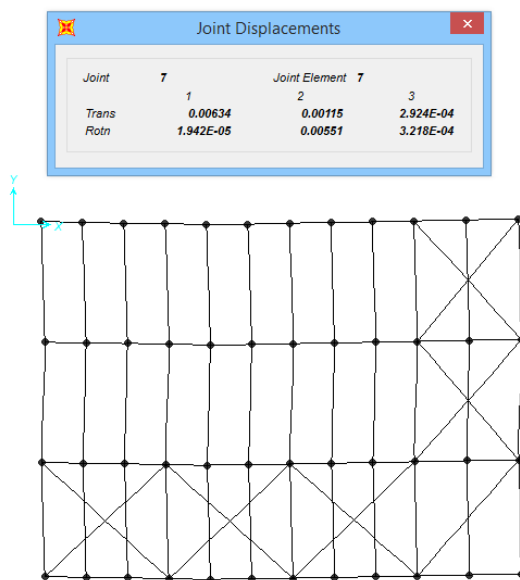 Joint Displacements
Joint 7 Joint Element 7
1 2 3
Trans 0.00634 0.00115 2.924E-04
Rotn 1.942E-05 0.00551 3.218E-04
Y
X